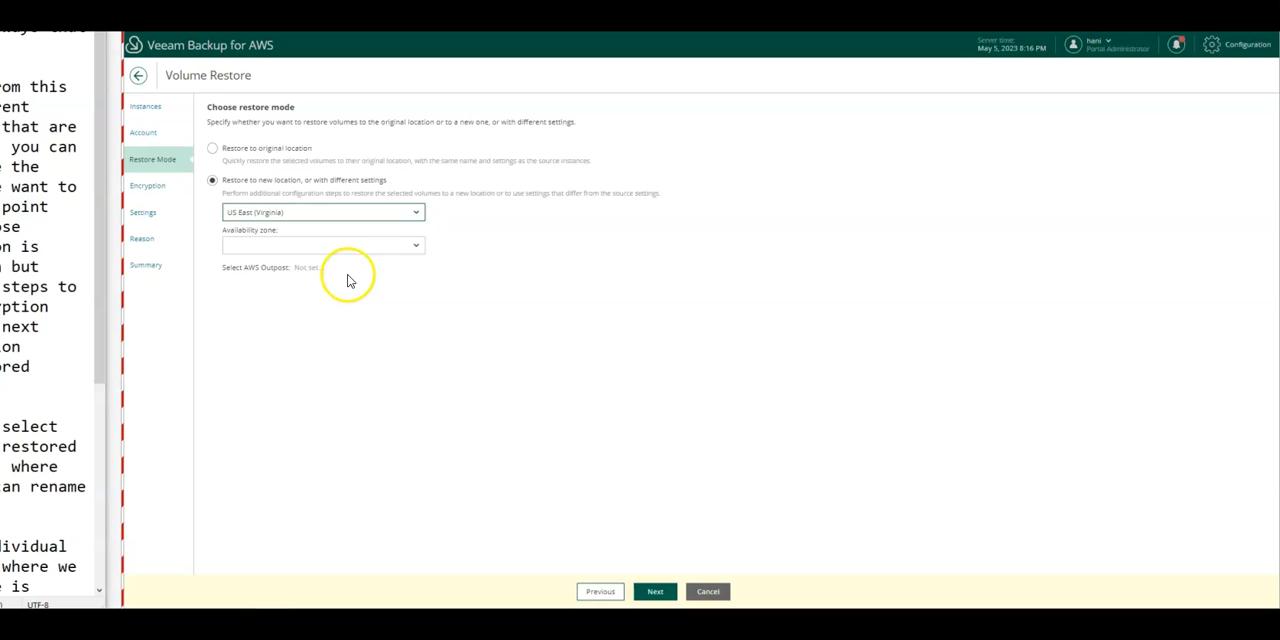 om this
ent
that are
you can
e the
e want to
point
ose
on is
n but
steps to
yption
next
ion
ored
select
restored
where
can rename
dividual
where we
e is
UTF-8
Veeam Backup for AWS
Server time:
May 5, 2023 8:16 PM
hani
Portal Administrator
Configuration
Volume Restore
Instances
Account
Restore Mode
Encryption
Settings
Reason
Summary
Choose restore mode
Specify whether you want to restore volumes to the original location or to a new one, or with different settings.
Restore to original location
Quickly restore the selected volumes to their original location, with the same name and settings as the source instances.
Restore to new location, or with different settings
Perform additional configuration steps to restore the selected volumes to a new location or to use settings that differ from the source settings.
US East (Virginia)
Availability zone:
Select AWS Outpost: Not set...
Previous
Next
Cancel